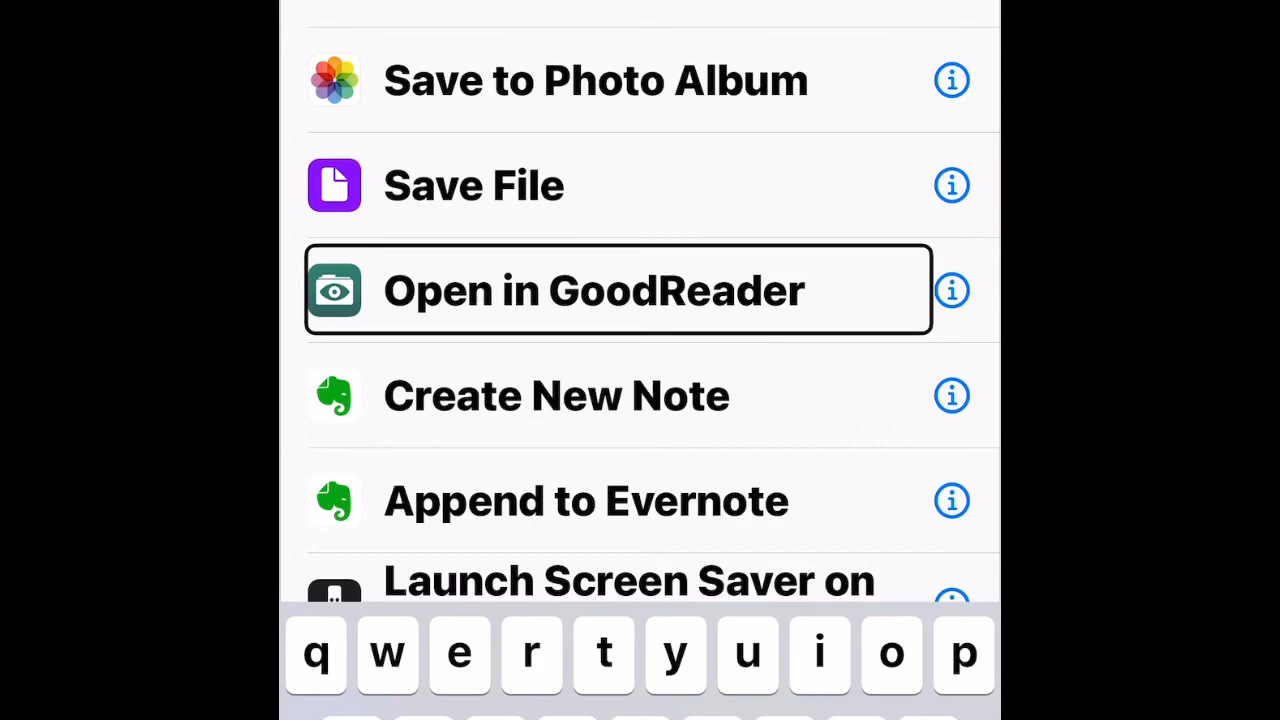 Save to Photo Album
Save File
Open in GoodReader
Create New Note
Append to Evernote
Launch Screen Saver on
q w e r t y u i o p